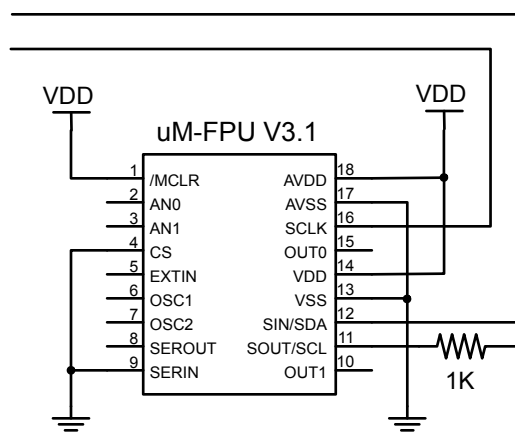 VDD
VDD
uM-FPU V3.1
1 /MCLR AVDD 18
2 AN0 AVSS 17
3 AN1 SCLK 16
4 CS OUT0 15
5 EXTIN VDD 14
6 OSC1 VSS 13
7 OSC2 SIN/SDA 12
8 SEROUT SOUT/SCL 11
9 SERIN OUT1 10
1K